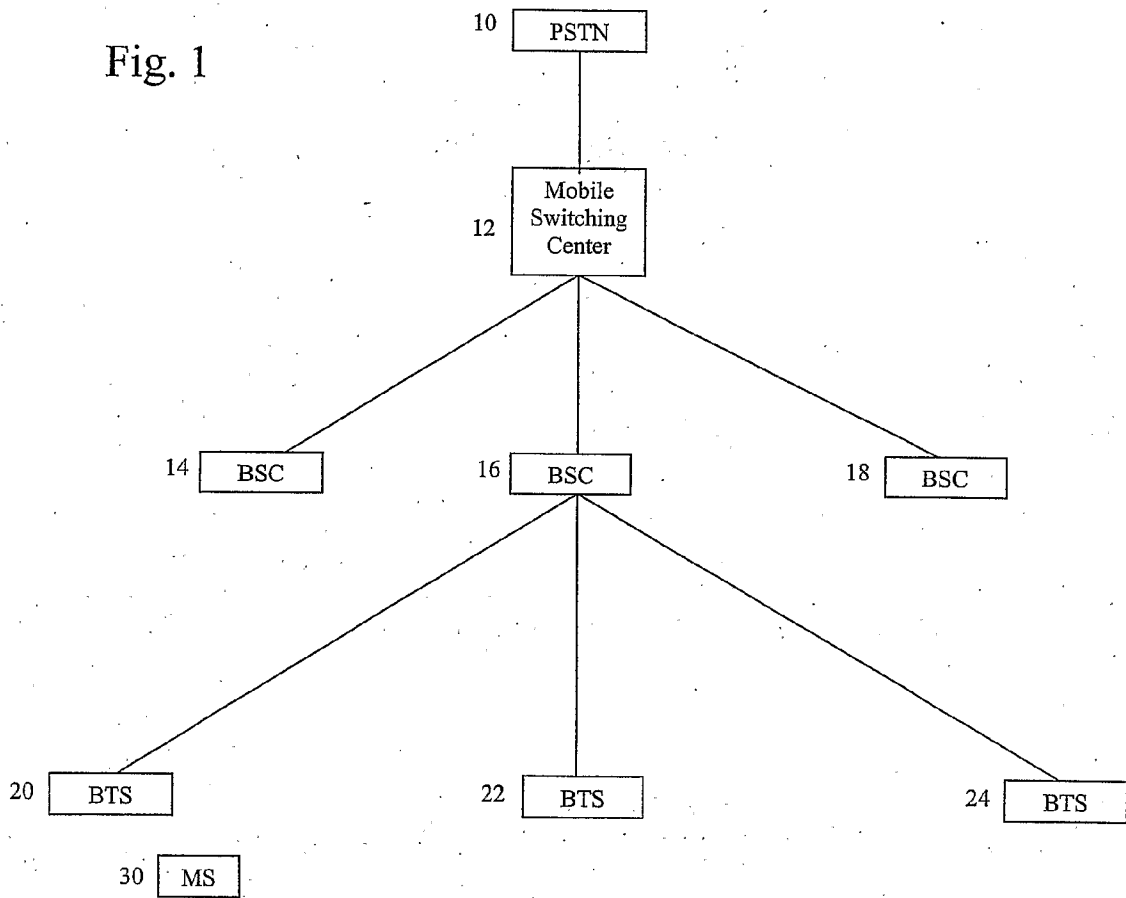 Fig. 1
10 PSTN
12
Mobile
Switching
Center
14 BSC
16 BSC
18 BSC
20 BTS
22 BTS
24 BTS
30 MS